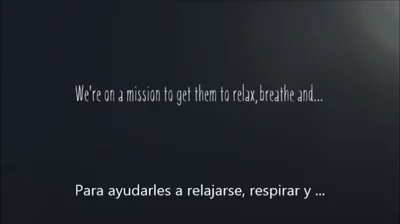 We're on a mission to get them to relax, breathe and...
Para ayudarles a relajarse, respirar y ...